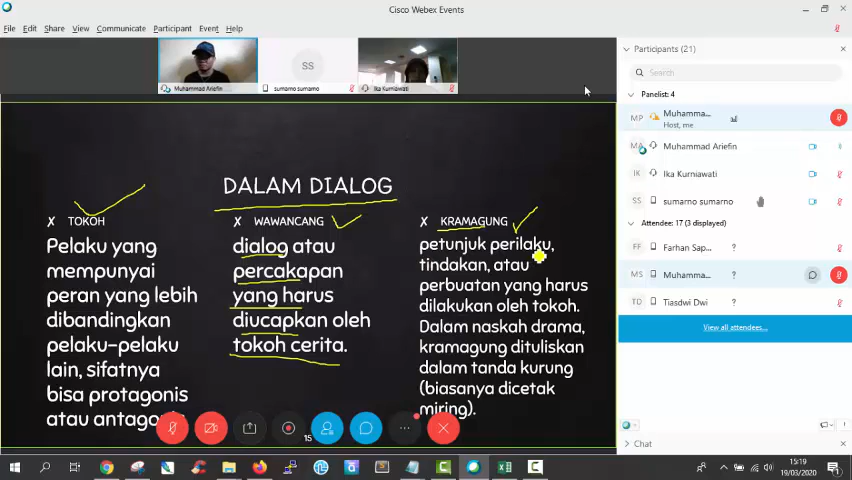 Cisco Webex Events
File Edit Share View Communicate Participant Event Help
SS
Muhammad Ariefin
sumarno sumarno
Ika Kurniawati
DALAM DIALOG
✗ TOKOH
Pelaku yang
mempunyai
peran yang lebih
dibandingkan
pelaku-pelaku
lain, sifatnya
bisa protagonis
✗ WAWANCANG
dialog atau
percakapan
yang harus
diucapkan oleh
tokoh cerita.
✗ KRAMAGUNG
petunjuk perilaku,
tindakan, atau
perbuatan yang harus
dilakukan oleh tokoh.
Dalam naskah drama,
kramagung dituliskan
dalam tanda kurung
(biasanya dicetak
miring).
atau antagonis
15
Participants (21)
Search
Panelist: 4
MP Muhamma...
Host, me
MA Muhammad Ariefin
IK Ika Kurniawati
SS sumarno sumarno
Attendee: 17 (3 displayed)
FF Farhan Sap... ?
MS Muhamma... ?
TD Tiasdwi Dwi ?
View all attendees...
Chat
15:19
19/03/2020